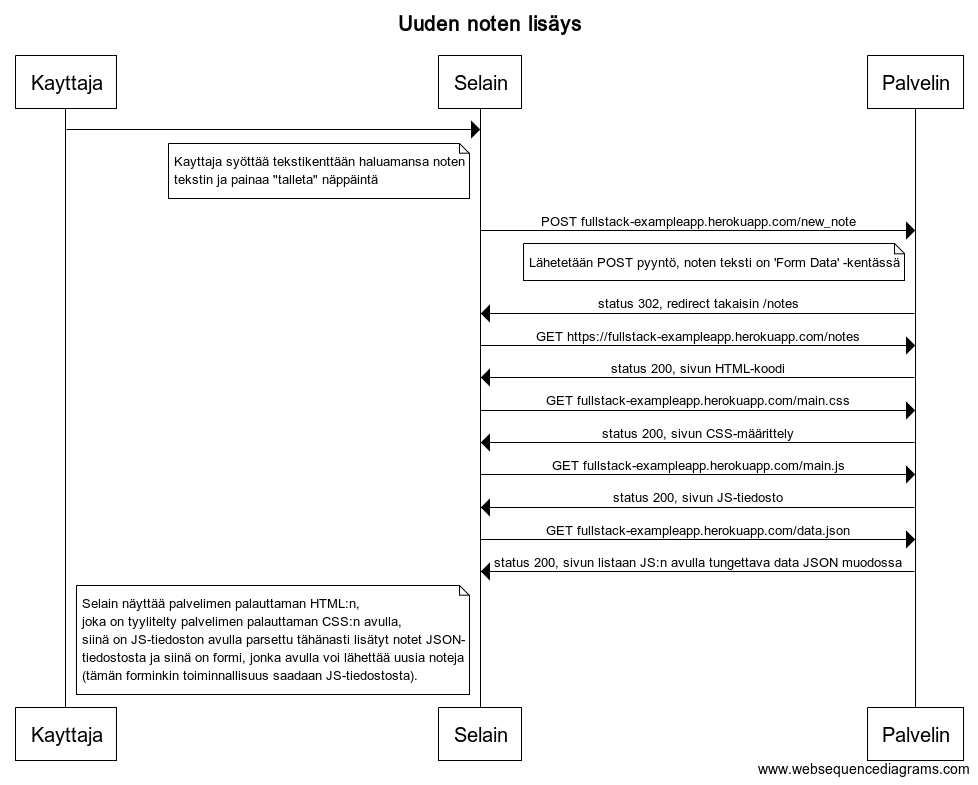 Uuden noten lisäys
Kayttaja
Selain
Palvelin
Kayttaja syöttää tekstikenttään haluamansa noten
tekstin ja painaa "talleta" näppäintä
POST fullstack-exampleapp.herokuapp.com/new_note
Lähetetään POST pyyntö, noten teksti on 'Form Data' -kentässä
status 302, redirect takaisin /notes
GET https://fullstack-exampleapp.herokuapp.com/notes
status 200, sivun HTML-koodi
GET fullstack-exampleapp.herokuapp.com/main.css
status 200, sivun CSS-määrittely
GET fullstack-exampleapp.herokuapp.com/main.js
status 200, sivun JS-tiedosto
GET fullstack-exampleapp.herokuapp.com/data.json
status 200, sivun listaan JS:n avulla tungettava data JSON muodossa
Selain näyttää palvelimen palauttaman HTML:n,
joka on tyylitelty palvelimen palauttaman CSS:n avulla,
siinä on JS-tiedoston avulla parsettu tähänasti lisätyt notet JSON-
tiedostosta ja siinä on formi, jonka avulla voi lähettää uusia noteja
(tämän forminkin toiminnallisuus saadaan JS-tiedostosta).
Kayttaja
Selain
Palvelin
www.websequencediagrams.com